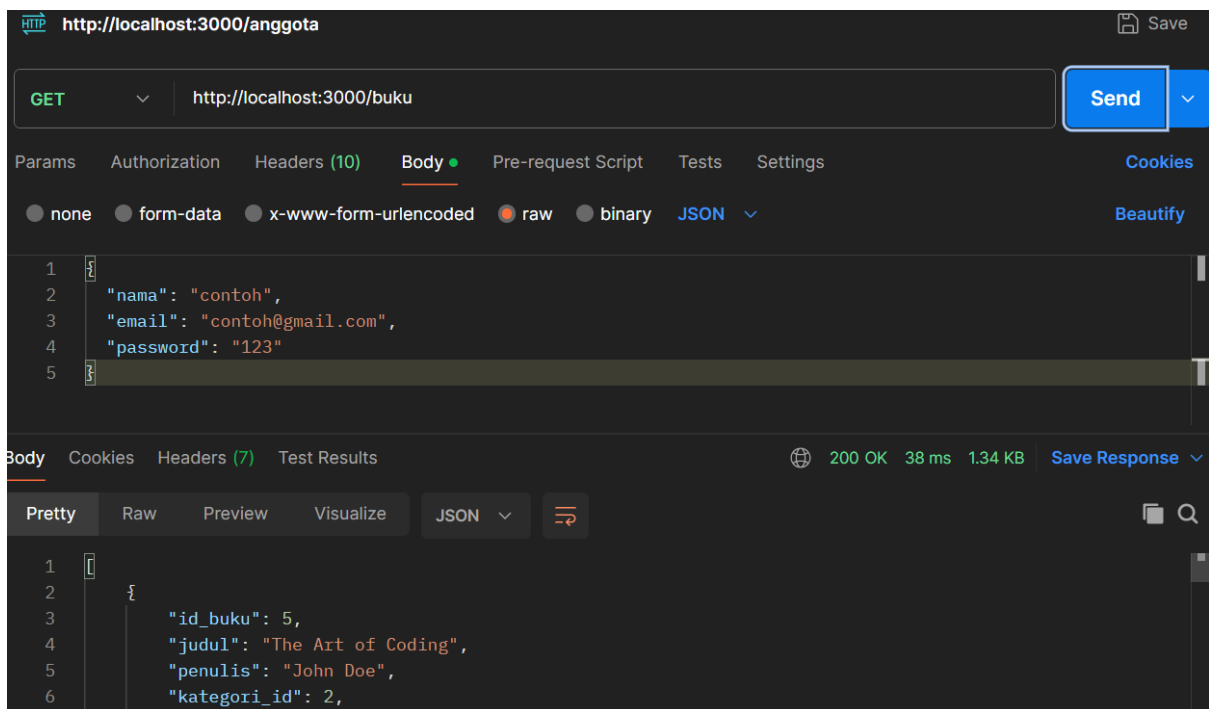 HTTP http://localhost:3000/anggota Save
GET http://localhost:3000/buku Send
Params Authorization Headers (10) Body Pre-request Script Tests Settings Cookies
none form-data x-www-form-urlencoded raw binary JSON Beautify
1 {
2 "nama": "contoh",
3 "email": "contoh@gmail.com",
4 "password": "123"
5 }
Body Cookies Headers (7) Test Results 200 OK 38 ms 1.34 KB Save Response
Pretty Raw Preview Visualize JSON
1 [
2 {
3 "id_buku": 5,
4 "judul": "The Art of Coding",
5 "penulis": "John Doe",
6 "kategori_id": 2,